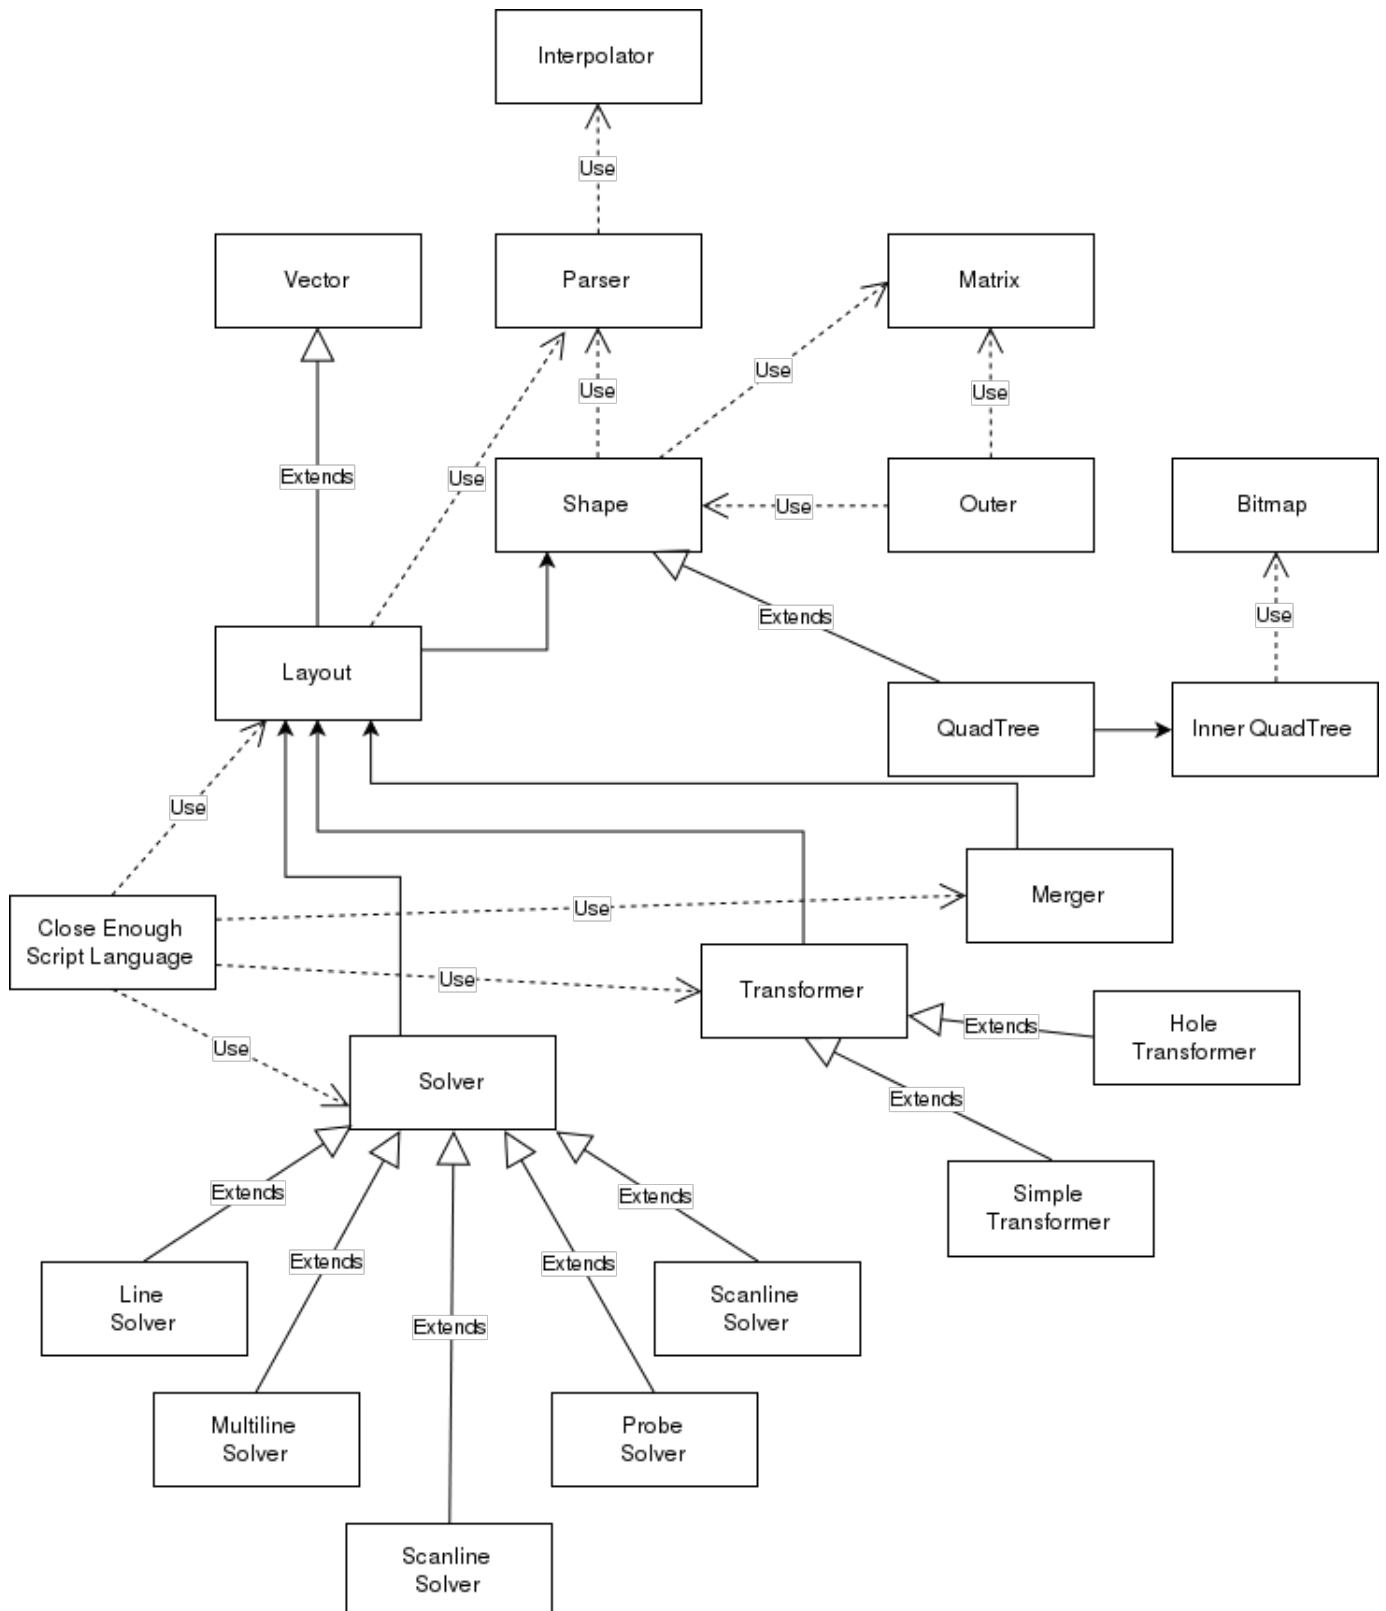 Interpolator
Use
Vector
Parser
Matrix
Use
Use
Use
Extends
Use
Shape
Use
Outer
Bitmap
Extends
Use
Layout
QuadTree
Inner QuadTree
Use
Merger
Close Enough
Script Language
Use
Use
Transformer
Hole
Transformer
Extends
Use
Solver
Extends
Simple
Transformer
Extends
Extends
Extends
Extends
Extends
Line
Solver
Scanline
Solver
Multiline
Solver
Probe
Solver
Scanline
Solver